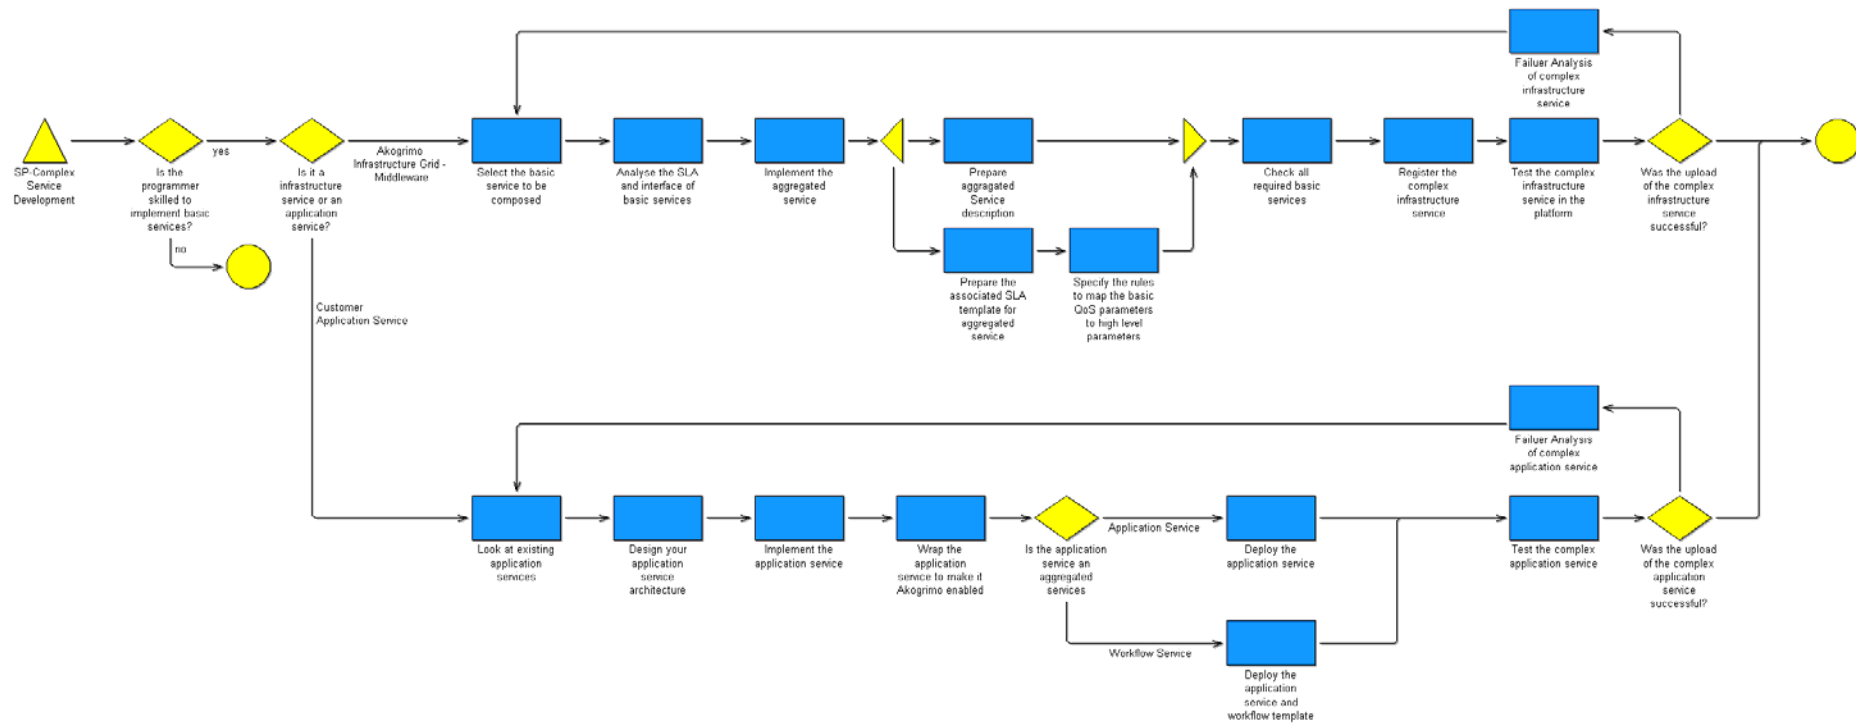 Failuer Analysis
of complex
infrastructure
service
SP-Complex
Service
Development
Is the
programmer
skilled to
implement basic
services?
yes
no
Is it a
infrastructure
service or an
application
service?
Akogrimo
Infrastructure Grid -
Middleware
Customer
Application Service
Select the basic
service to be
composed
Analyse the SLA
and interface of
basic services
Implement the
aggregated
service
Prepare
aggragated
Service
description
Prepare the
associated SLA
template for
aggregated
service
Specify the rules
to map the basic
QoS parameters
to high level
parameters
Check all
required basic
services
Register the
complex
infrastructure
service
Test the complex
infrastructure
service in the
platform
Was the upload
of the complex
infrastructure
service
successful?
Failuer Analysis
of complex
application service
Look at existing
application
services
Design your
application
service
architecture
Implement the
application service
Wrap the
application
service to make it
Akogrimo enabled
Is the application
service an
aggregated
services
Application Service
Workflow Service
Deploy the
application service
Deploy the
application
service and
workflow template
Test the complex
application service
Was the upload
of the complex
application
service
successful?